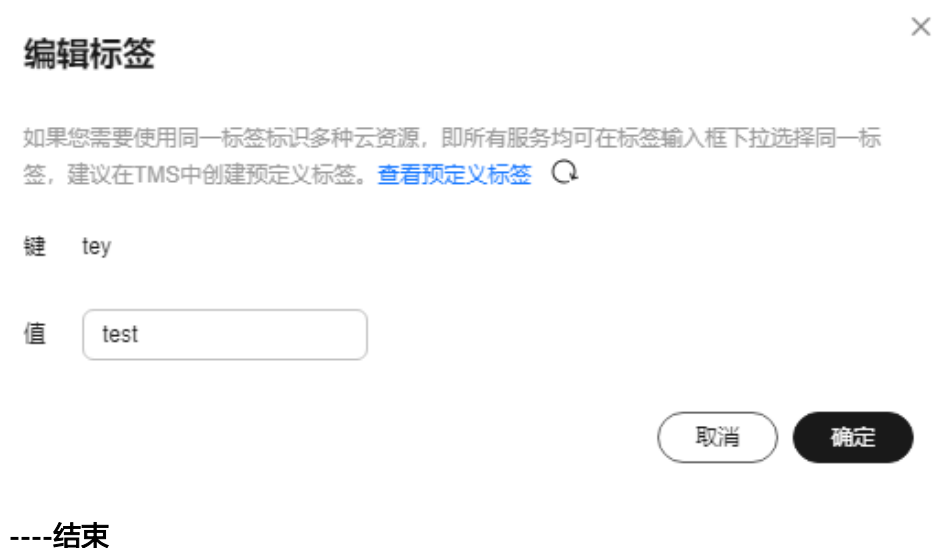 编辑标签
如果您需要使用同一标签标识多种云资源，即所有服务均可在标签输入框下拉选择同一标
签，建议在TMS中创建预定义标签。查看预定义标签
键 tey
值 test
取消 确定
----结束